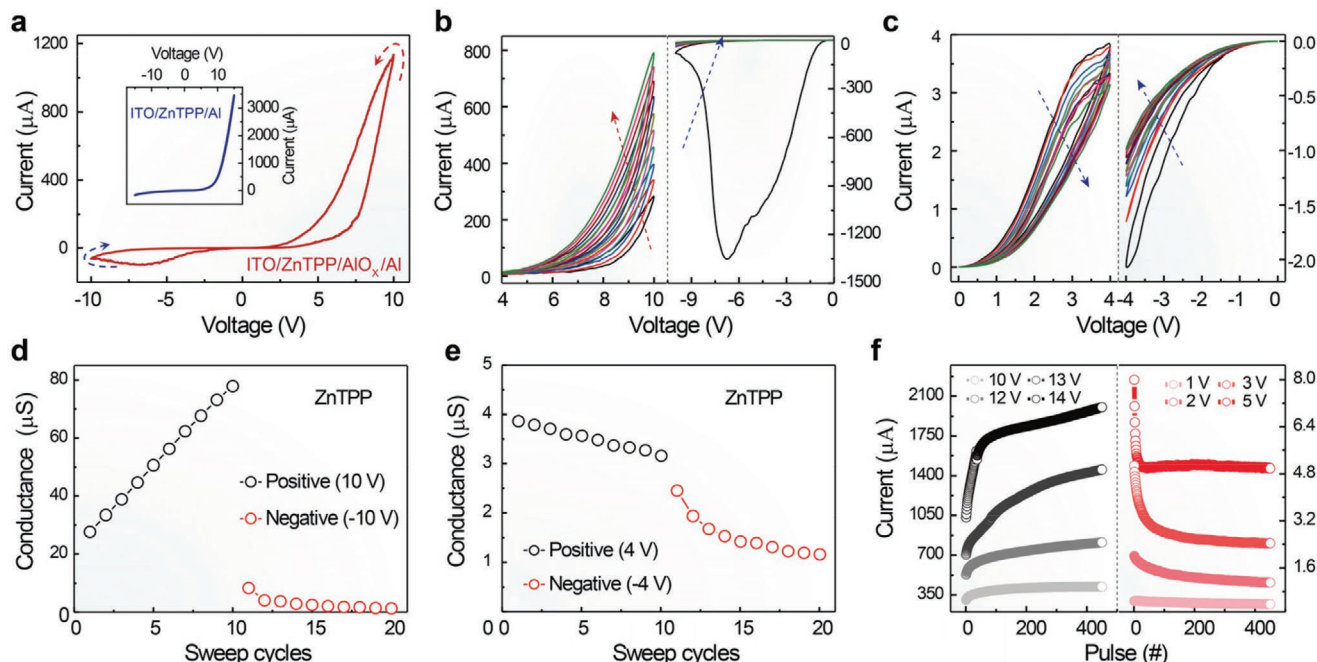 a
1200
900
600
300
0
Current (μA)
Voltage (V)
-10 0 10
ITO/ZnTPP/Al
3000
2000
1000
0
Current (μA)
ITO/ZnTPP/AlOₓ/Al
-10 -5 0 5 10
Voltage (V)
b
800
600
400
200
0
Current (μA)
0
-300
-600
-900
-1200
-1500
4 6 8 10 -9 -6 -3 0
Voltage (V)
c
4
3
2
1
0
Current (μA)
0.0
-0.5
-1.0
-1.5
-2.0
0 1 2 3 4 -4 -3 -2 -1 0
Voltage (V)
d
80
60
40
20
0
Conductance (μS)
ZnTPP
Positive (10 V)
Negative (-10 V)
0 5 10 15 20
Sweep cycles
e
5
4
3
2
1
0
Conductance (μS)
ZnTPP
Positive (4 V)
Negative (-4 V)
0 5 10 15 20
Sweep cycles
f
2100
1750
1400
1050
700
350
Current (μA)
10 V 13 V
12 V 14 V
1 V 3 V
2 V 5 V
8.0
6.4
4.8
3.2
1.6
0 200 400 0 200 400
Pulse (#)